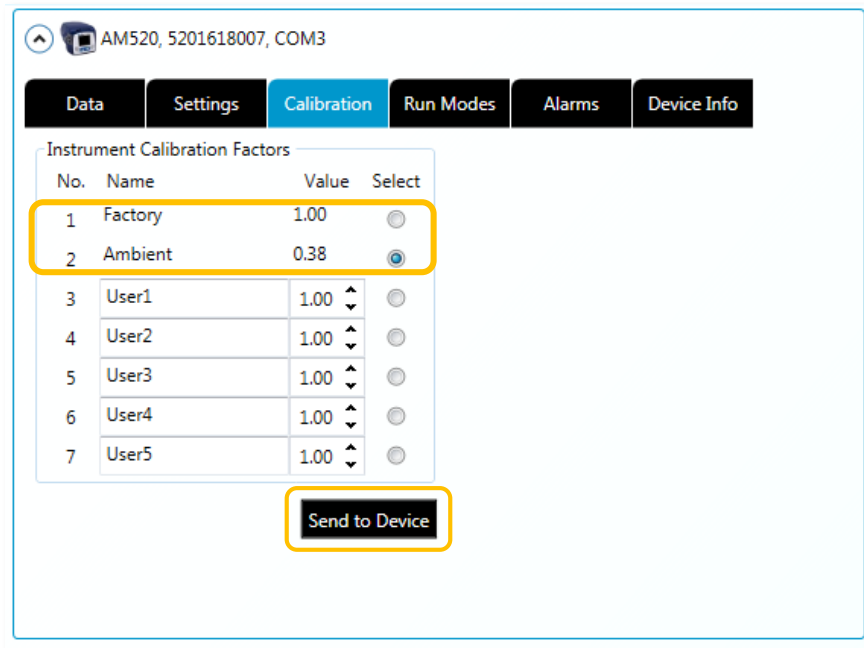 AM520, 5201618007, COM3
Data Settings Calibration Run Modes Alarms Device Info
Instrument Calibration Factors
No. Name Value Select
1 Factory 1.00
2 Ambient 0.38
3 User1 1.00
4 User2 1.00
5 User3 1.00
6 User4 1.00
7 User5 1.00
Send to Device